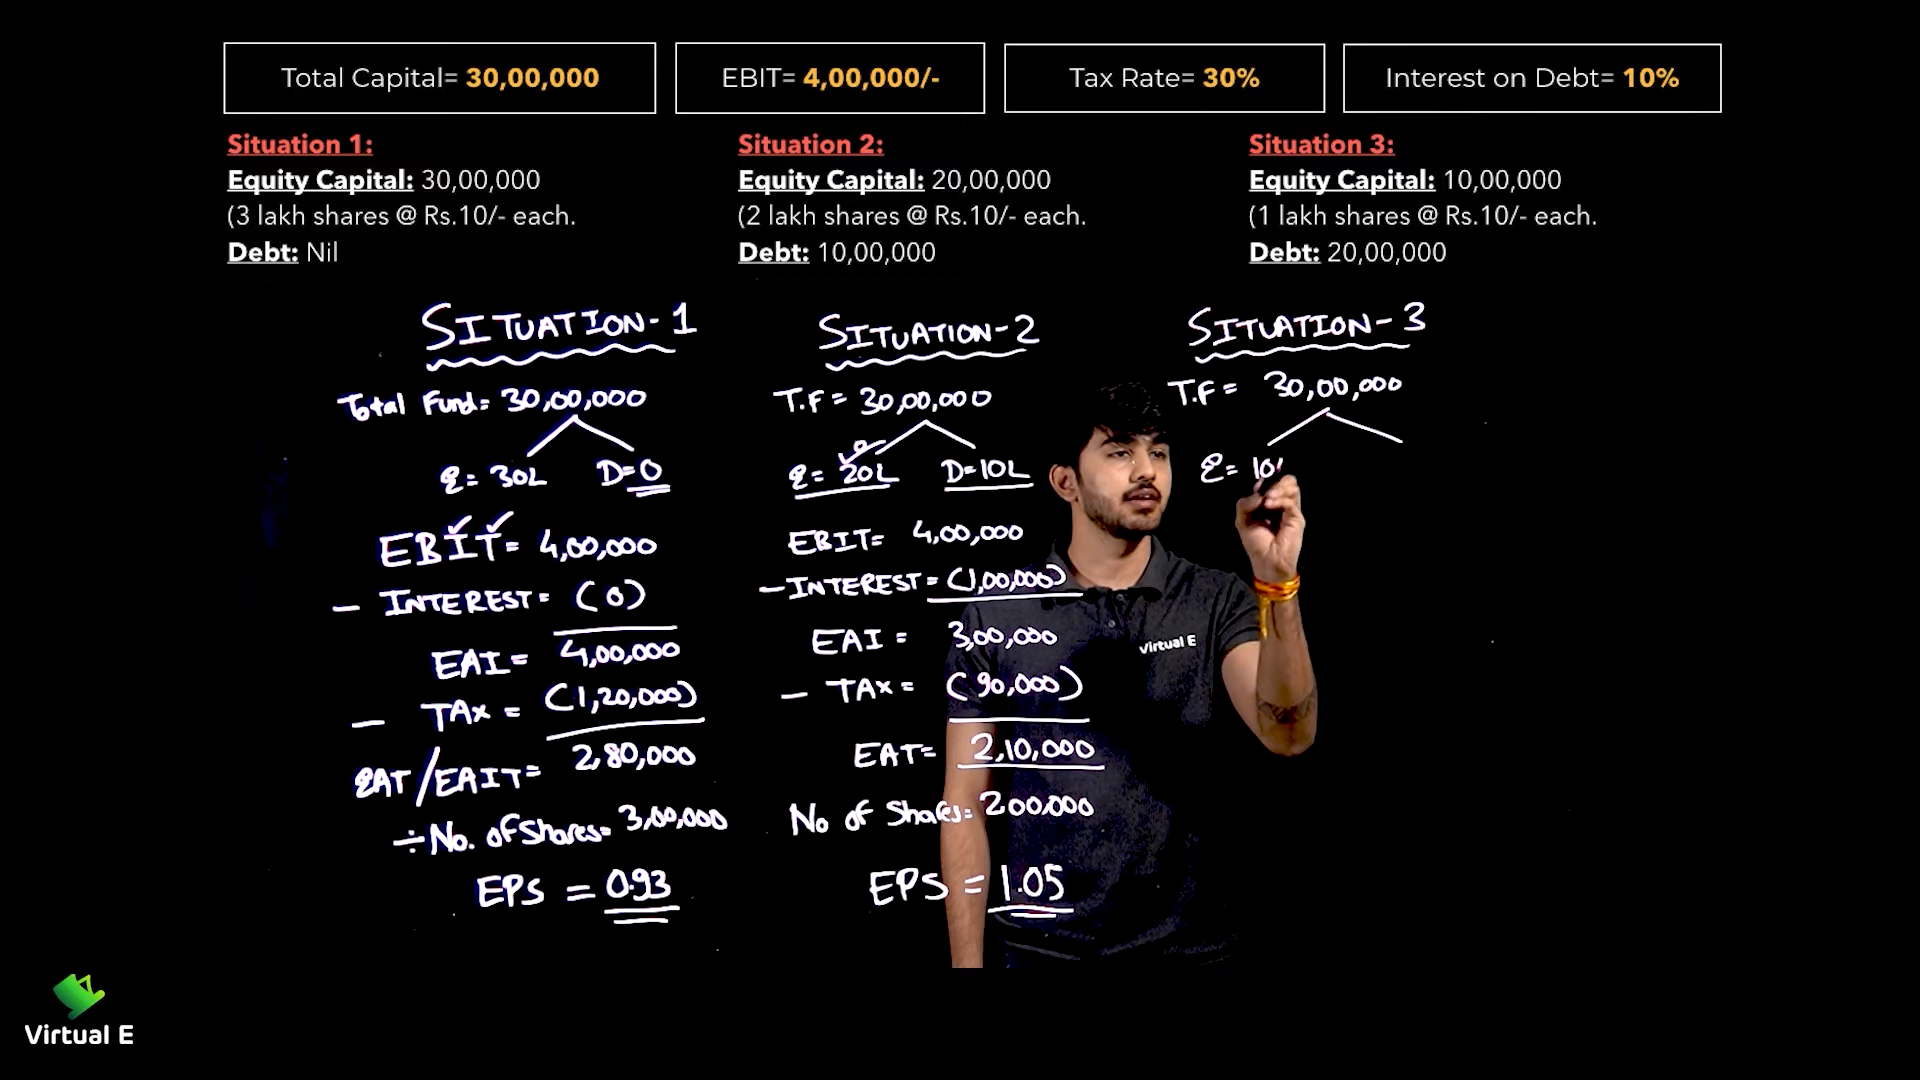 Total Capital= 30,00,000
EBIT= 4,00,000/-
Tax Rate= 30%
Interest on Debt= 10%
Situation 1:
Equity Capital: 30,00,000
(3 lakh shares @ Rs.10/- each.
Debt: Nil
Situation 2:
Equity Capital: 20,00,000
(2 lakh shares @ Rs.10/- each.
Debt: 10,00,000
Situation 3:
Equity Capital: 10,00,000
(1 lakh shares @ Rs.10/- each.
Debt: 20,00,000
SITUATION-1
Total Fund= 30,00,000
E= 30L D=0
EBIT= 4,00,000
- INTEREST= (0)
EAI= 4,00,000
- TAX = (1,20,000)
EAT/EAIT= 2,80,000
÷No. of Shares= 3,00,000
EPS = 0.93
SITUATION-2
T.F = 30,00,000
E= 20L D=10L
EBIT= 4,00,000
-INTEREST= (1,00,000)
EAI = 3,00,000
- TAX = (90,000)
EAT= 2,10,000
No of Shares= 200,000
EPS = 1.05
SITUATION-3
T.F = 30,00,000
E= 10
Virtual E
Virtual E